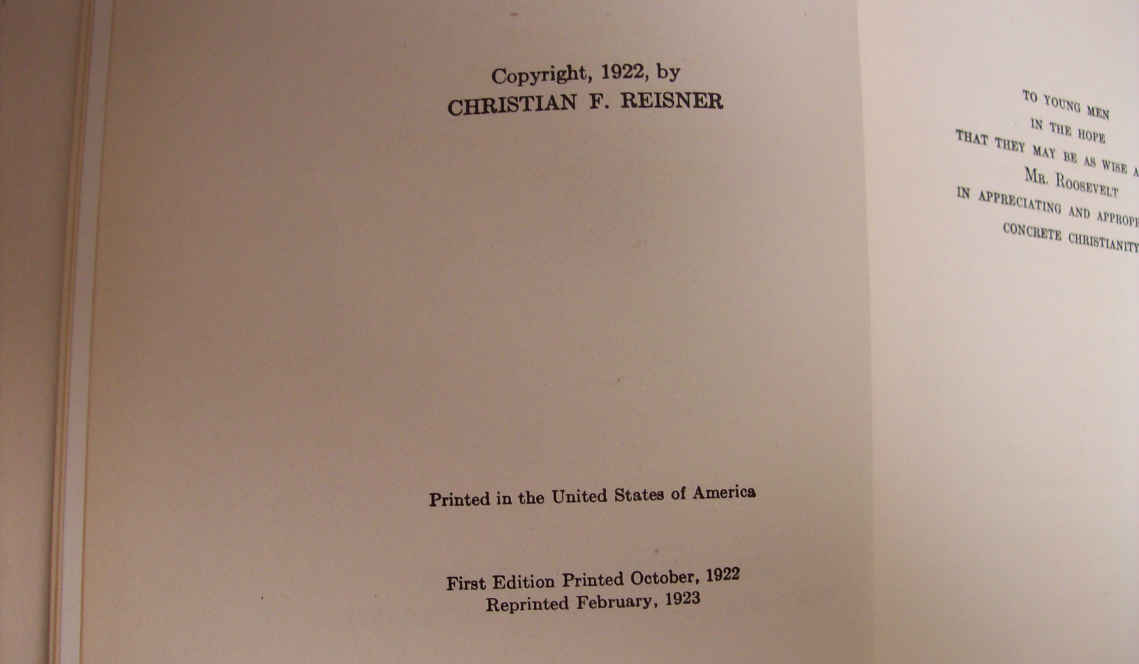 Copyright, 1922, by
CHRISTIAN F. REISNER
Printed in the United States of America
First Edition Printed October, 1922
Reprinted February, 1923
TO YOUNG MEN
IN THE HOPE
THAT THEY MAY BE AS WISE
MR. ROOSEVELT
IN APPRECIATING AND
CONCRETE CHRISTIANITY